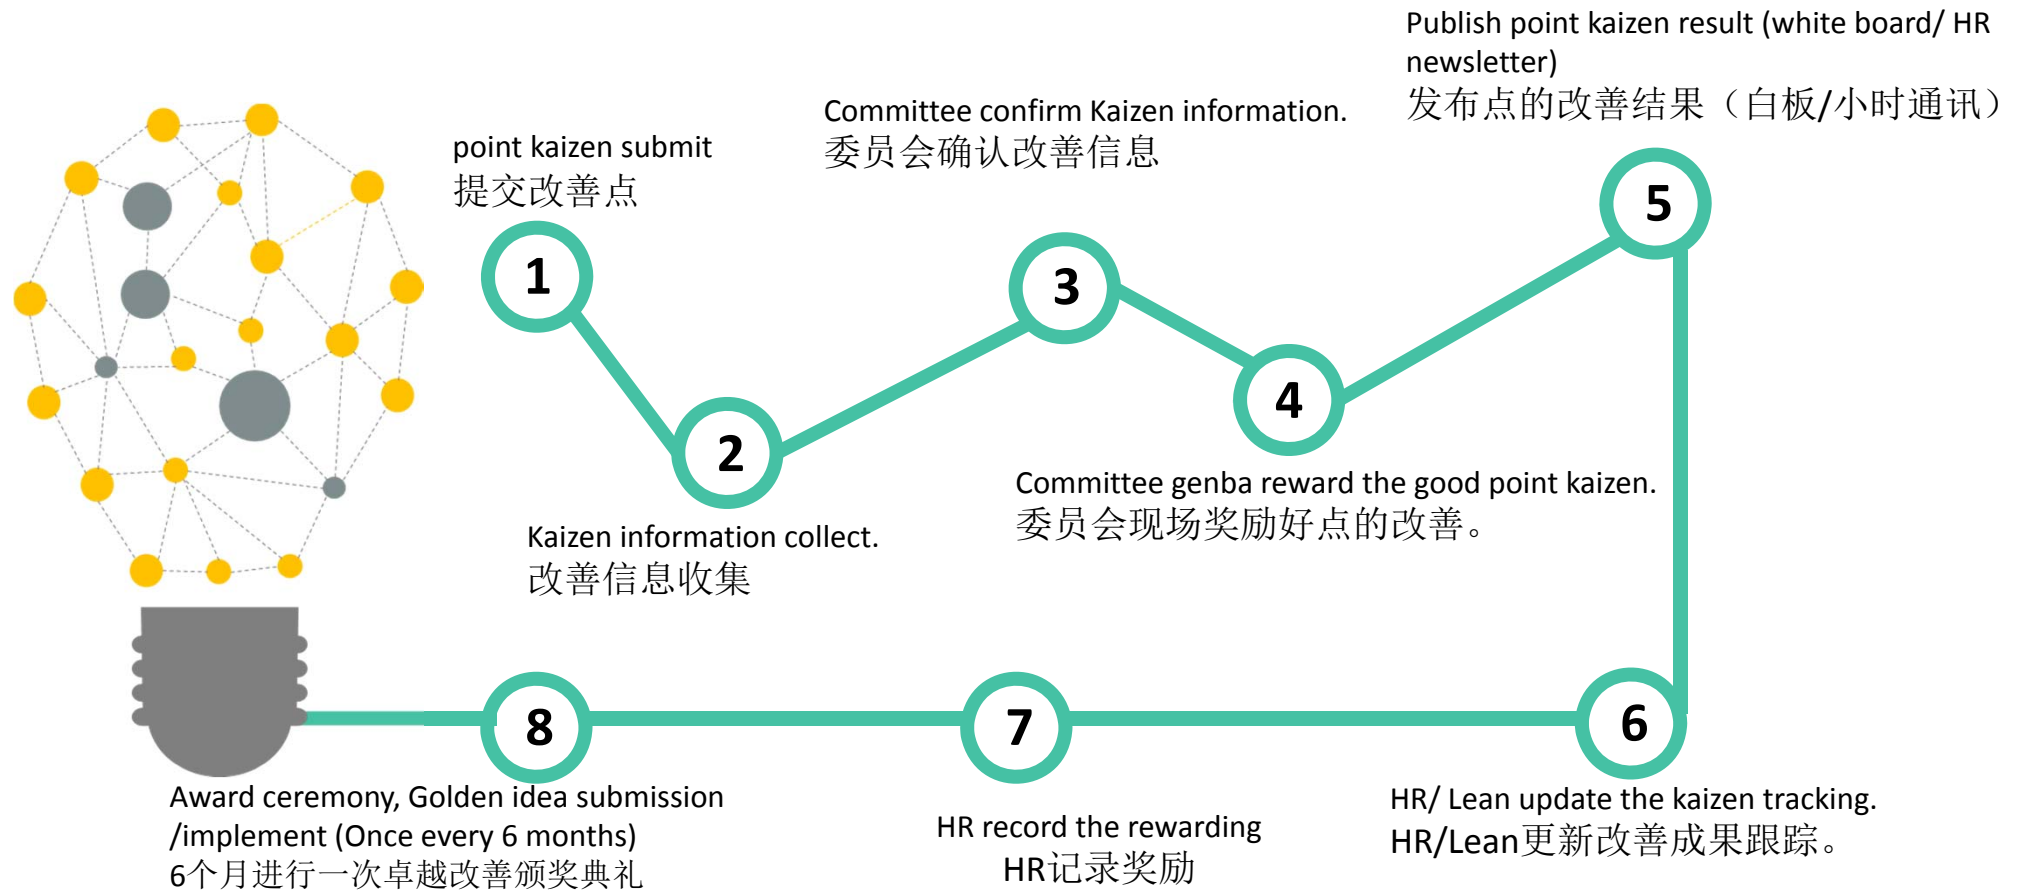 point kaizen submit
提交改善点
1
2
Kaizen information collect.
改善信息收集
Committee confirm Kaizen information.
委员会确认改善信息
3
4
Committee genba reward the good point kaizen.
委员会现场奖励好点的改善。
Publish point kaizen result (white board/ HR
newsletter)
发布点的改善结果（白板/小时通讯）
5
6
HR/ Lean update the kaizen tracking.
HR/Lean更新改善成果跟踪。
7
HR record the rewarding
HR记录奖励
8
Award ceremony, Golden idea submission
/implement (Once every 6 months)
6个月进行一次卓越改善颁奖典礼